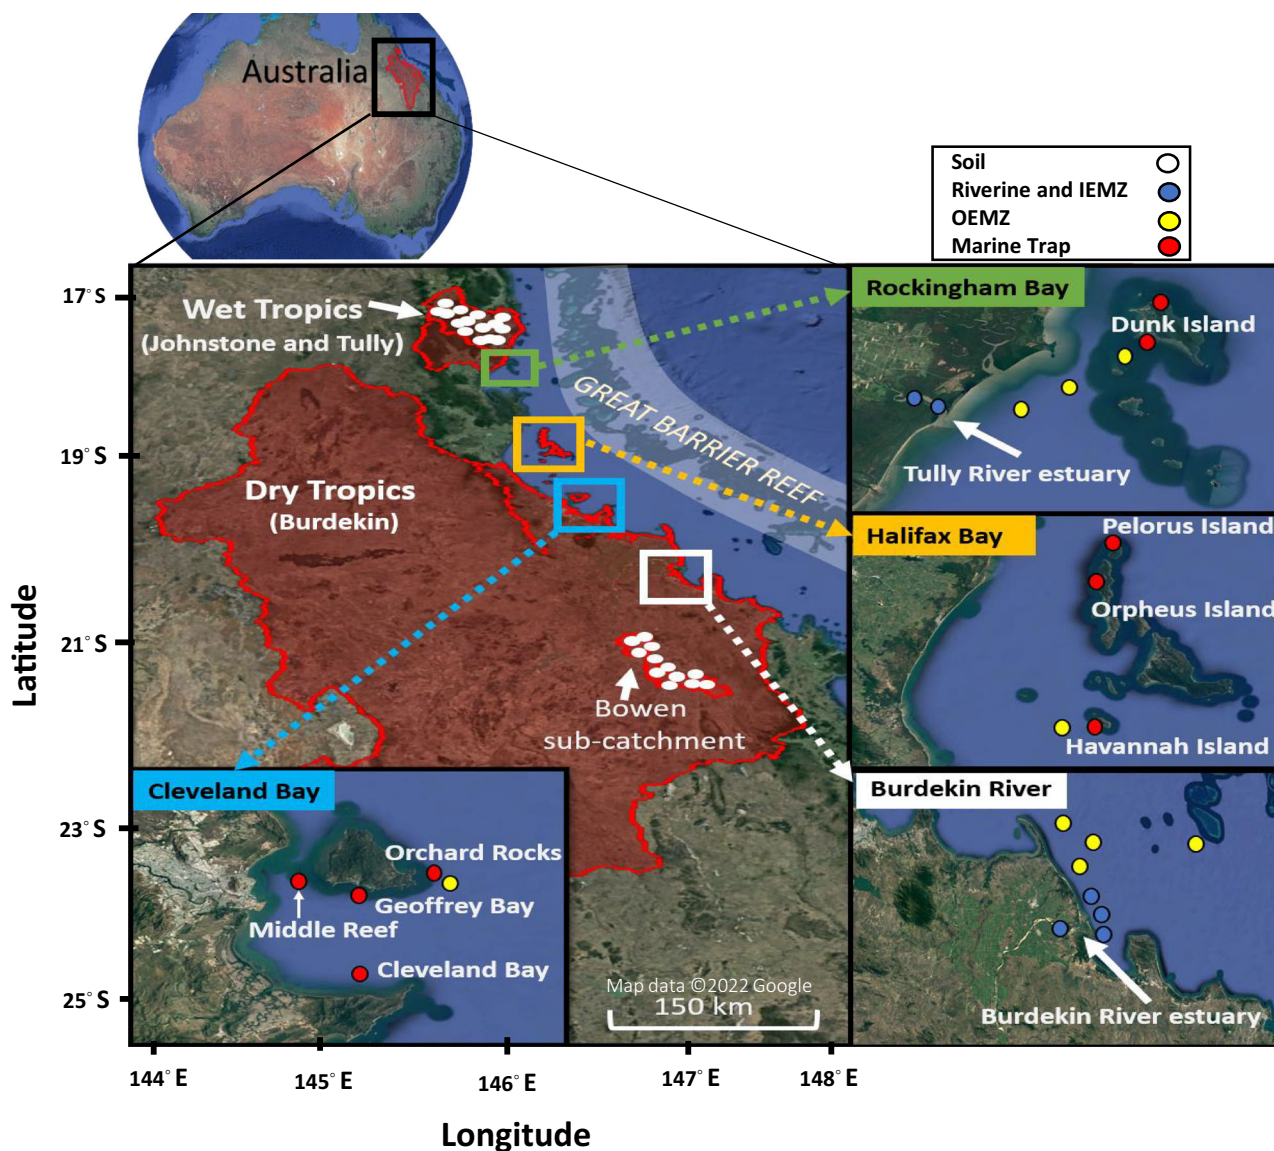 Australia
Soil
Riverine and IEMZ
OEMZ
Marine Trap
17°S
19°S
21°S
23°S
25°S
Latitude
Wet Tropics
(Johnstone and Tully)
GREAT BARRIER REEF
Dry Tropics
(Burdekin)
Bowen
sub-catchment
Map data ©2022 Google
150 km
Rockingham Bay
Dunk Island
Tully River estuary
Halifax Bay
Pelorus Island
Orpheus Island
Havannah Island
Cleveland Bay
Orchard Rocks
Geoffrey Bay
Middle Reef
Cleveland Bay
Burdekin River
Burdekin River estuary
144°E
145°E
146°E
147°E
148°E
Longitude